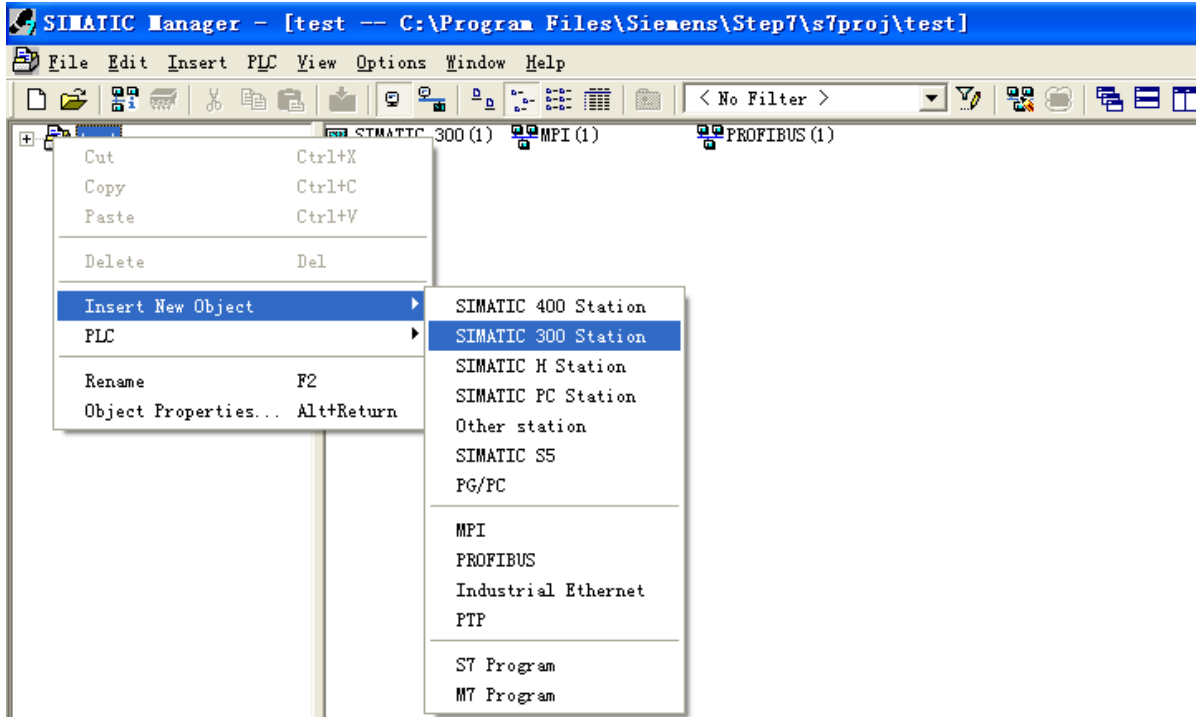 SIMATIC Manager - [test -- C:\Program Files\Siemens\Step7\s7proj\test]
File Edit Insert PLC View Options Window Help
< No Filter >
SIMATIC 300(1) MPI(1) PROFIBUS(1)
Cut Ctrl+X
Copy Ctrl+C
Paste Ctrl+V
Delete Del
Insert New Object
PLC
Rename F2
Object Properties... Alt+Return
SIMATIC 400 Station
SIMATIC 300 Station
SIMATIC H Station
SIMATIC PC Station
Other station
SIMATIC S5
PG/PC
MPI
PROFIBUS
Industrial Ethernet
PTP
S7 Program
M7 Program